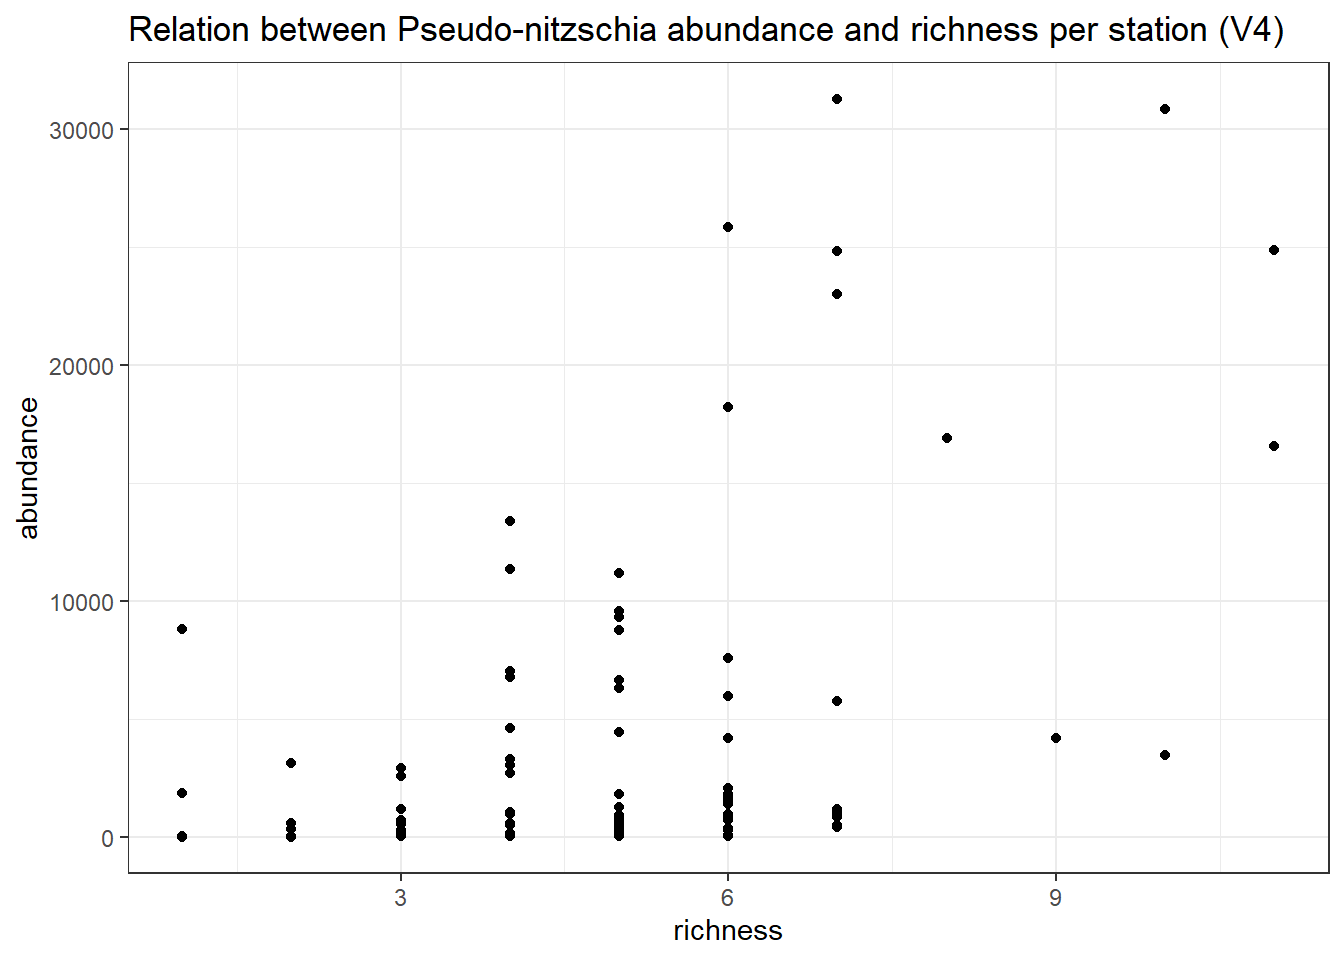 Relation between Pseudo-nitzschia abundance and richness per station (V4)
30000
20000
10000
0
abundance
3 6 9
richness